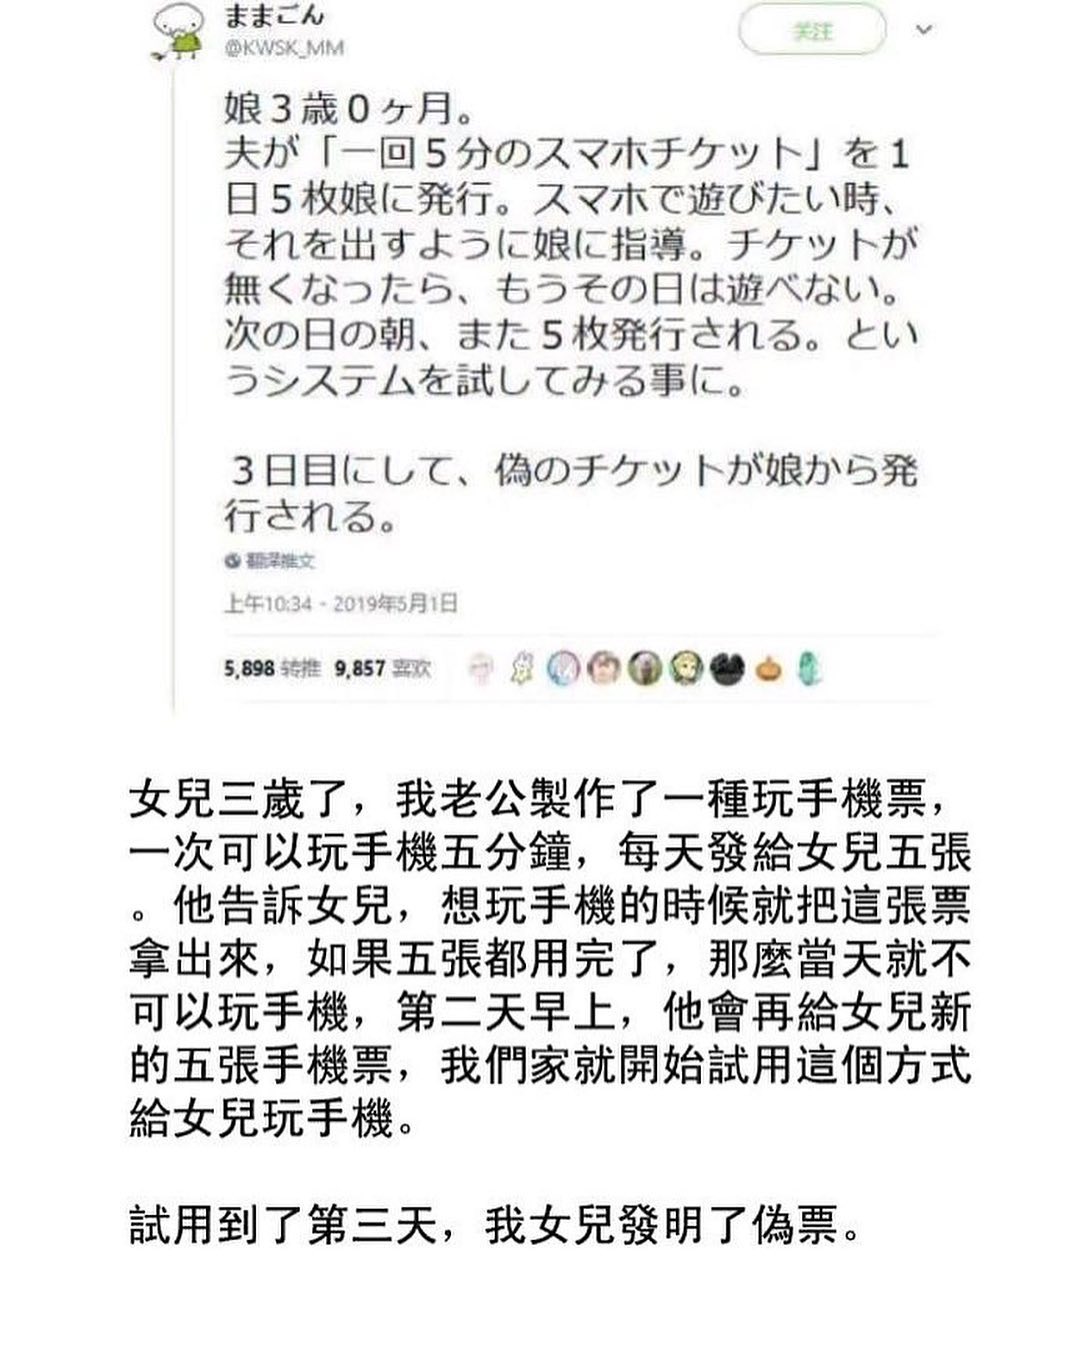 ままごん
@KWSK_MM
关注
娘３歳０ヶ月。
夫が「一回５分のスマホチケット」を１
日５枚娘に発行。スマホで遊びたい時、
それを出すように娘に指導。チケットが
無くなったら、もうその日は遊べない。
次の日の朝、また５枚発行される。とい
うシステムを試してみる事に。
３日目にして、偽のチケットが娘から発
行される。
翻译推文
上午10:34 - 2019年5月1日
5,898 转推 9,857 喜欢
女兒三歲了，我老公製作了一種玩手機票，
一次可以玩手機五分鐘，每天發給女兒五張
。他告訴女兒，想玩手機的時候就把這張票
拿出來，如果五張都用完了，那麼當天就不
可以玩手機，第二天早上，他會再給女兒新
的五張手機票，我們家就開始試用這個方式
給女兒玩手機。
試用到了第三天，我女兒發明了偽票。